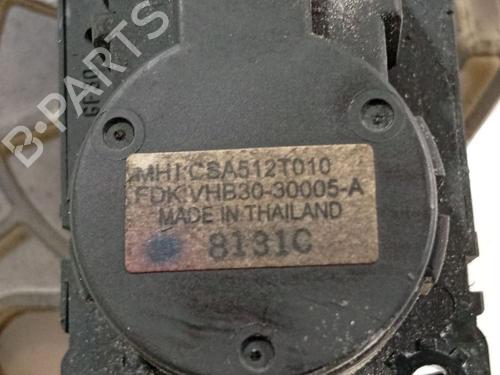 B-PARTS
MHI CSA512T010
FDK VHB30-30005-A
MADE IN THAILAND
8131C